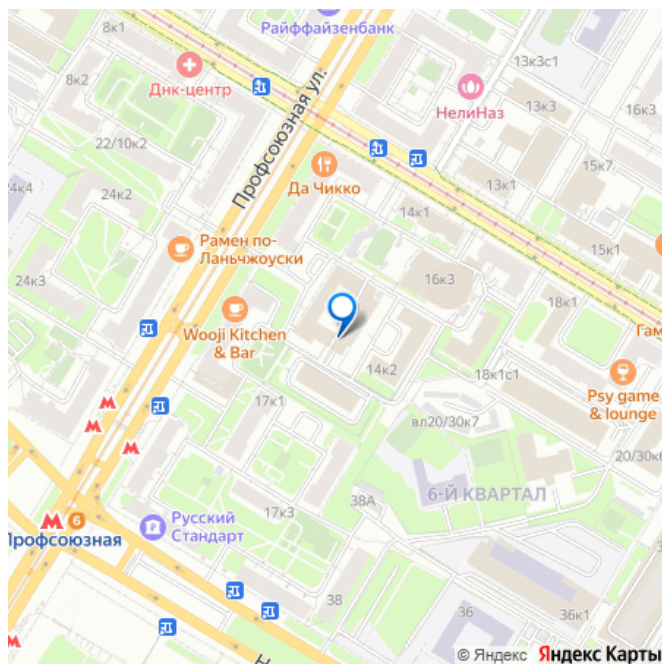 8к1
Райффайзенбанк
8к2
Днк-центр
Профсоюзная ул.
13к3с1
НелиНаз
13к3
16к3
22/10к2
15к7
24к4
24к2
Да Чикко
13к1
14к1
15к1
Рамен по-
Ланьчжоуски
16к3
24к3
18к1
Wooji Kitchen
& Bar
Гам
14к2
18к1с1
Psy game
& lounge
17к1
вл20/30к7
20/30к6
38А
6-Й КВАРТАЛ
17к3
6
Профсоюзная
Русский
Стандарт
38
36
36к1
Н
© Яндекс Яндекс Карты